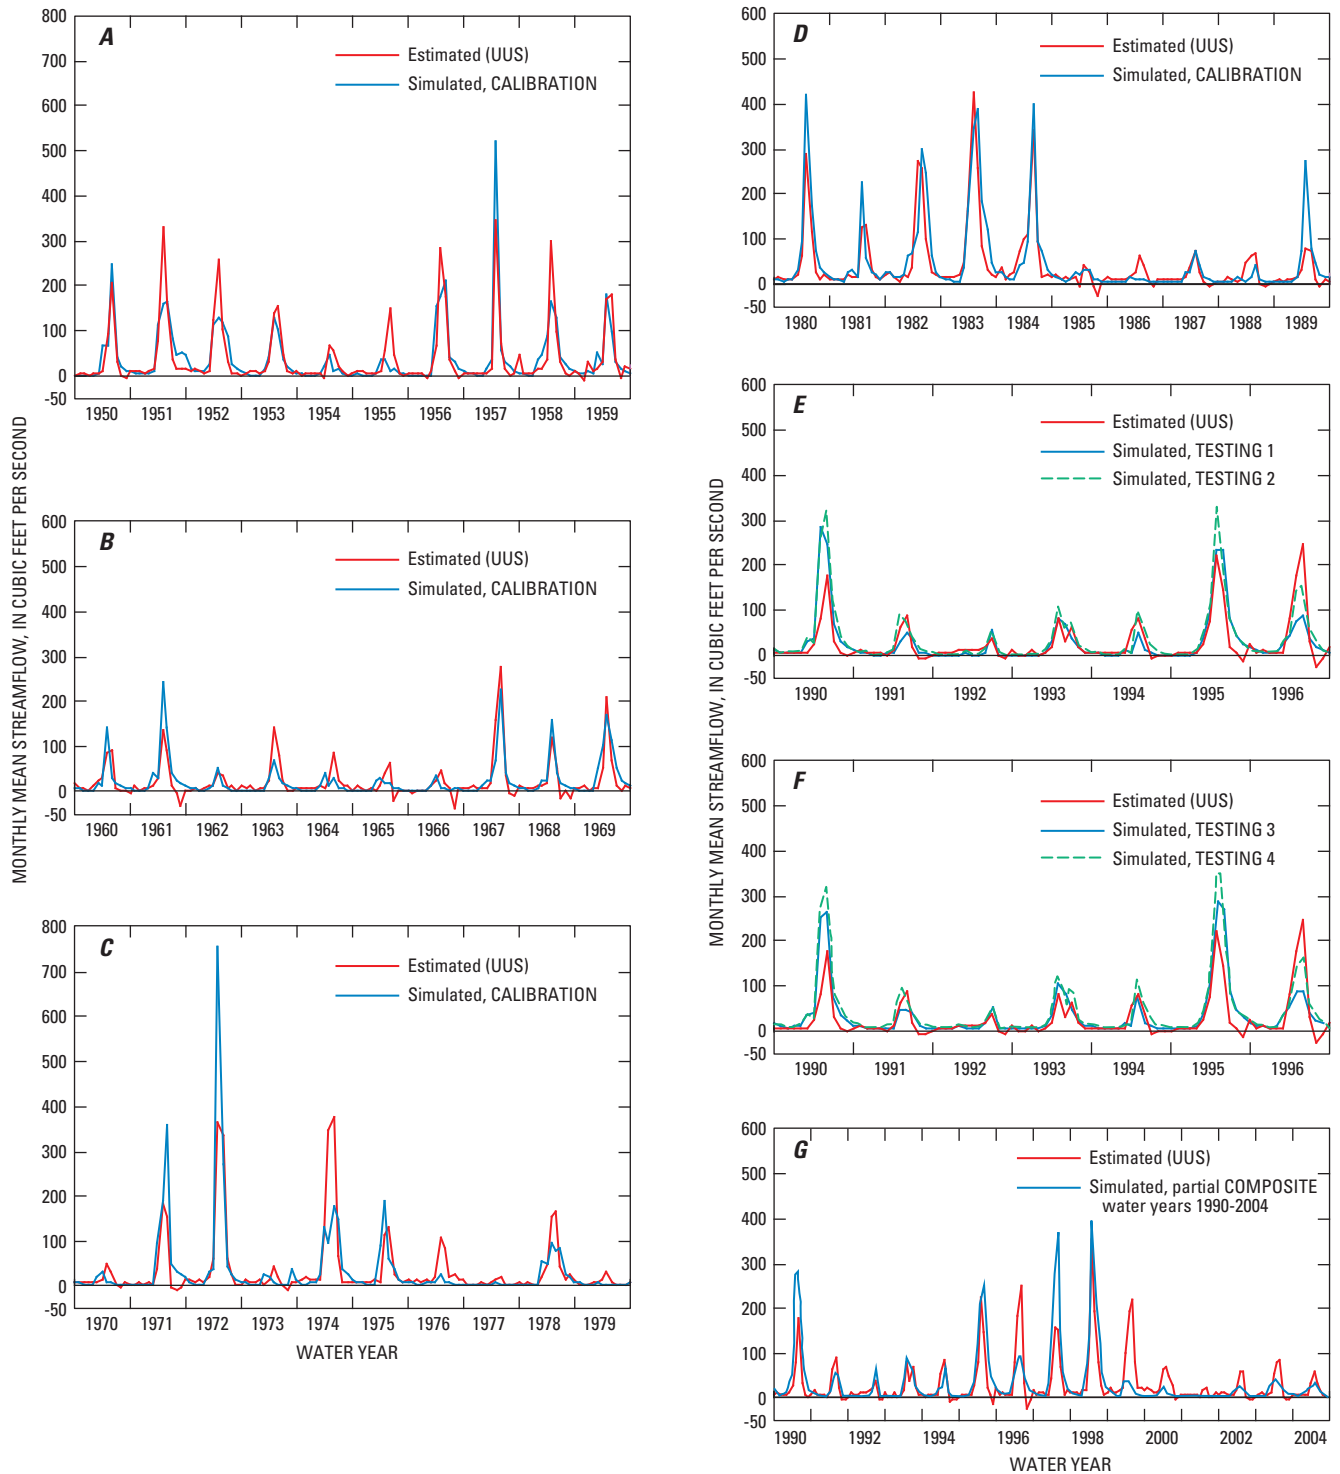 MONTHLY MEAN STREAMFLOW, IN CUBIC FEET PER SECOND
A
Estimated (UUS)
Simulated, CALIBRATION
800
700
600
500
400
300
200
100
0
-50
1950 1951 1952 1953 1954 1955 1956 1957 1958 1959
B
Estimated (UUS)
Simulated, CALIBRATION
600
500
400
300
200
100
0
-50
1960 1961 1962 1963 1964 1965 1966 1967 1968 1969
C
Estimated (UUS)
Simulated, CALIBRATION
800
700
600
500
400
300
200
100
0
-50
1970 1971 1972 1973 1974 1975 1976 1977 1978 1979
WATER YEAR
MONTHLY MEAN STREAMFLOW, IN CUBIC FEET PER SECOND
D
Estimated (UUS)
Simulated, CALIBRATION
600
500
400
300
200
100
0
-50
1980 1981 1982 1983 1984 1985 1986 1987 1988 1989
E
Estimated (UUS)
Simulated, TESTING 1
Simulated, TESTING 2
600
500
400
300
200
100
0
-50
1990 1991 1992 1993 1994 1995 1996
F
Estimated (UUS)
Simulated, TESTING 3
Simulated, TESTING 4
600
500
400
300
200
100
0
-50
1990 1991 1992 1993 1994 1995 1996
G
Estimated (UUS)
Simulated, partial COMPOSITE
water years 1990-2004
600
500
400
300
200
100
0
-50
1990 1992 1994 1996 1998 2000 2002 2004
WATER YEAR